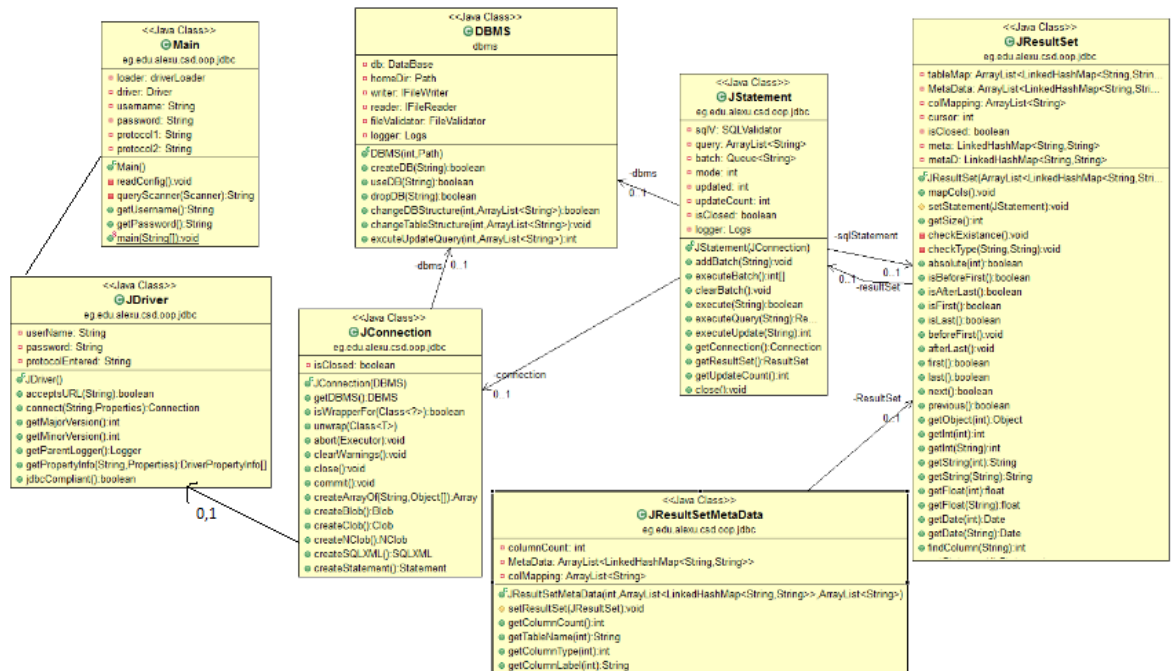 <<Java Class>>
Main
eg.edu.alexu.csd.oop.jdbc
loader: driverLoader
driver: Driver
username: String
password: String
protocol1: String
protocol2: String
Main()
readConfig():void
queryScanner(Scanner):String
getUsername():String
getPassword():String
main(String[]):void
<<Java Class>>
DBMS
dbms
db: DataBase
homeDir: Path
writer: IFileWriter
reader: IFileReader
fileValidator: FileValidator
logger: Logs
DBMS(int,Path)
createDB(String):boolean
useDB(String):boolean
dropDB(String):boolean
changeDBStructure(int,ArrayList<String>):boolean
changeTableStructure(int,ArrayList<String>):void
excuteUpdateQuery(int,ArrayList<String>):int
<<Java Class>>
JStatement
eg.edu.alexu.csd.oop.jdbc
sqlV: SQLValidator
query: ArrayList<String>
batch: Queue<String>
mode: int
updated: int
updateCount: int
isClosed: boolean
logger: Logs
JStatement(JConnection)
addBatch(String):void
executeBatch():int[]
clearBatch():void
execute(String):boolean
executeQuery(String):Re...
executeUpdate(String):int
getConnection():Connection
getResultSet():ResultSet
getUpdateCount():int
close():void
<<Java Class>>
JResultSet
eg.edu.alexu.csd.oop.jdbc
tableMap: ArrayList<LinkedHashMap<String,Strin...
MetaData: ArrayList<LinkedHashMap<String,Stri...
colMapping: ArrayList<String>
cursor: int
isClosed: boolean
meta: LinkedHashMap<String,String>
metaD: LinkedHashMap<String,String>
JResultSet(ArrayList<LinkedHashMap<String,Stri...
mapCols():void
setStatement(JStatement):void
getSize():int
checkExistance():void
checkType(String,String):void
absolute(int):boolean
isBeforeFirst():boolean
isAfterLast():boolean
isFirst():boolean
isLast():boolean
beforeFirst():void
afterLast():void
first():boolean
last():boolean
next():boolean
previous():boolean
getObject(int):Object
getInt(int):int
getInt(String):int
getString(int):String
getString(String):String
getFloat(int):float
getFloat(String):float
getDate(int):Date
getDate(String):Date
findColumn(String):int
-dbms
0..1
-sqlStatement
0..1
0..1
-resultSet
-dbms
0..1
-connection
0..1
-ResultSet
0..1
<<Java Class>>
JDriver
eg.edu.alexu.csd.oop.jdbc
userName: String
password: String
protocolEntered: String
JDriver()
acceptsURL(String):boolean
connect(String,Properties):Connection
getMajorVersion():int
getMinorVersion():int
getParentLogger():Logger
getPropertyInfo(String,Properties):DriverPropertyInfo[]
jdbcCompliant():boolean
0,1
<<Java Class>>
JConnection
eg.edu.alexu.csd.oop.jdbc
isClosed: boolean
JConnection(DBMS)
getDBMS():DBMS
isWrapperFor(Class<?>):boolean
unwrap(Class<T>)
abort(Executor):void
clearWarnings():void
close():void
commit():void
createArrayOf(String,Object[]):Array
createBlob():Blob
createClob():Clob
createNClob():NClob
createSQLXML():SQLXML
createStatement():Statement
<<Java Class>>
JResultSetMetaData
eg.edu.alexu.csd.oop.jdbc
columnCount: int
MetaData: ArrayList<LinkedHashMap<String,String>>
colMapping: ArrayList<String>
JResultSetMetaData(int,ArrayList<LinkedHashMap<String,String>>,ArrayList<String>)
setResultSet(JResultSet):void
getColumnCount():int
getTableName(int):String
getColumnType(int):int
getColumnLabel(int):String